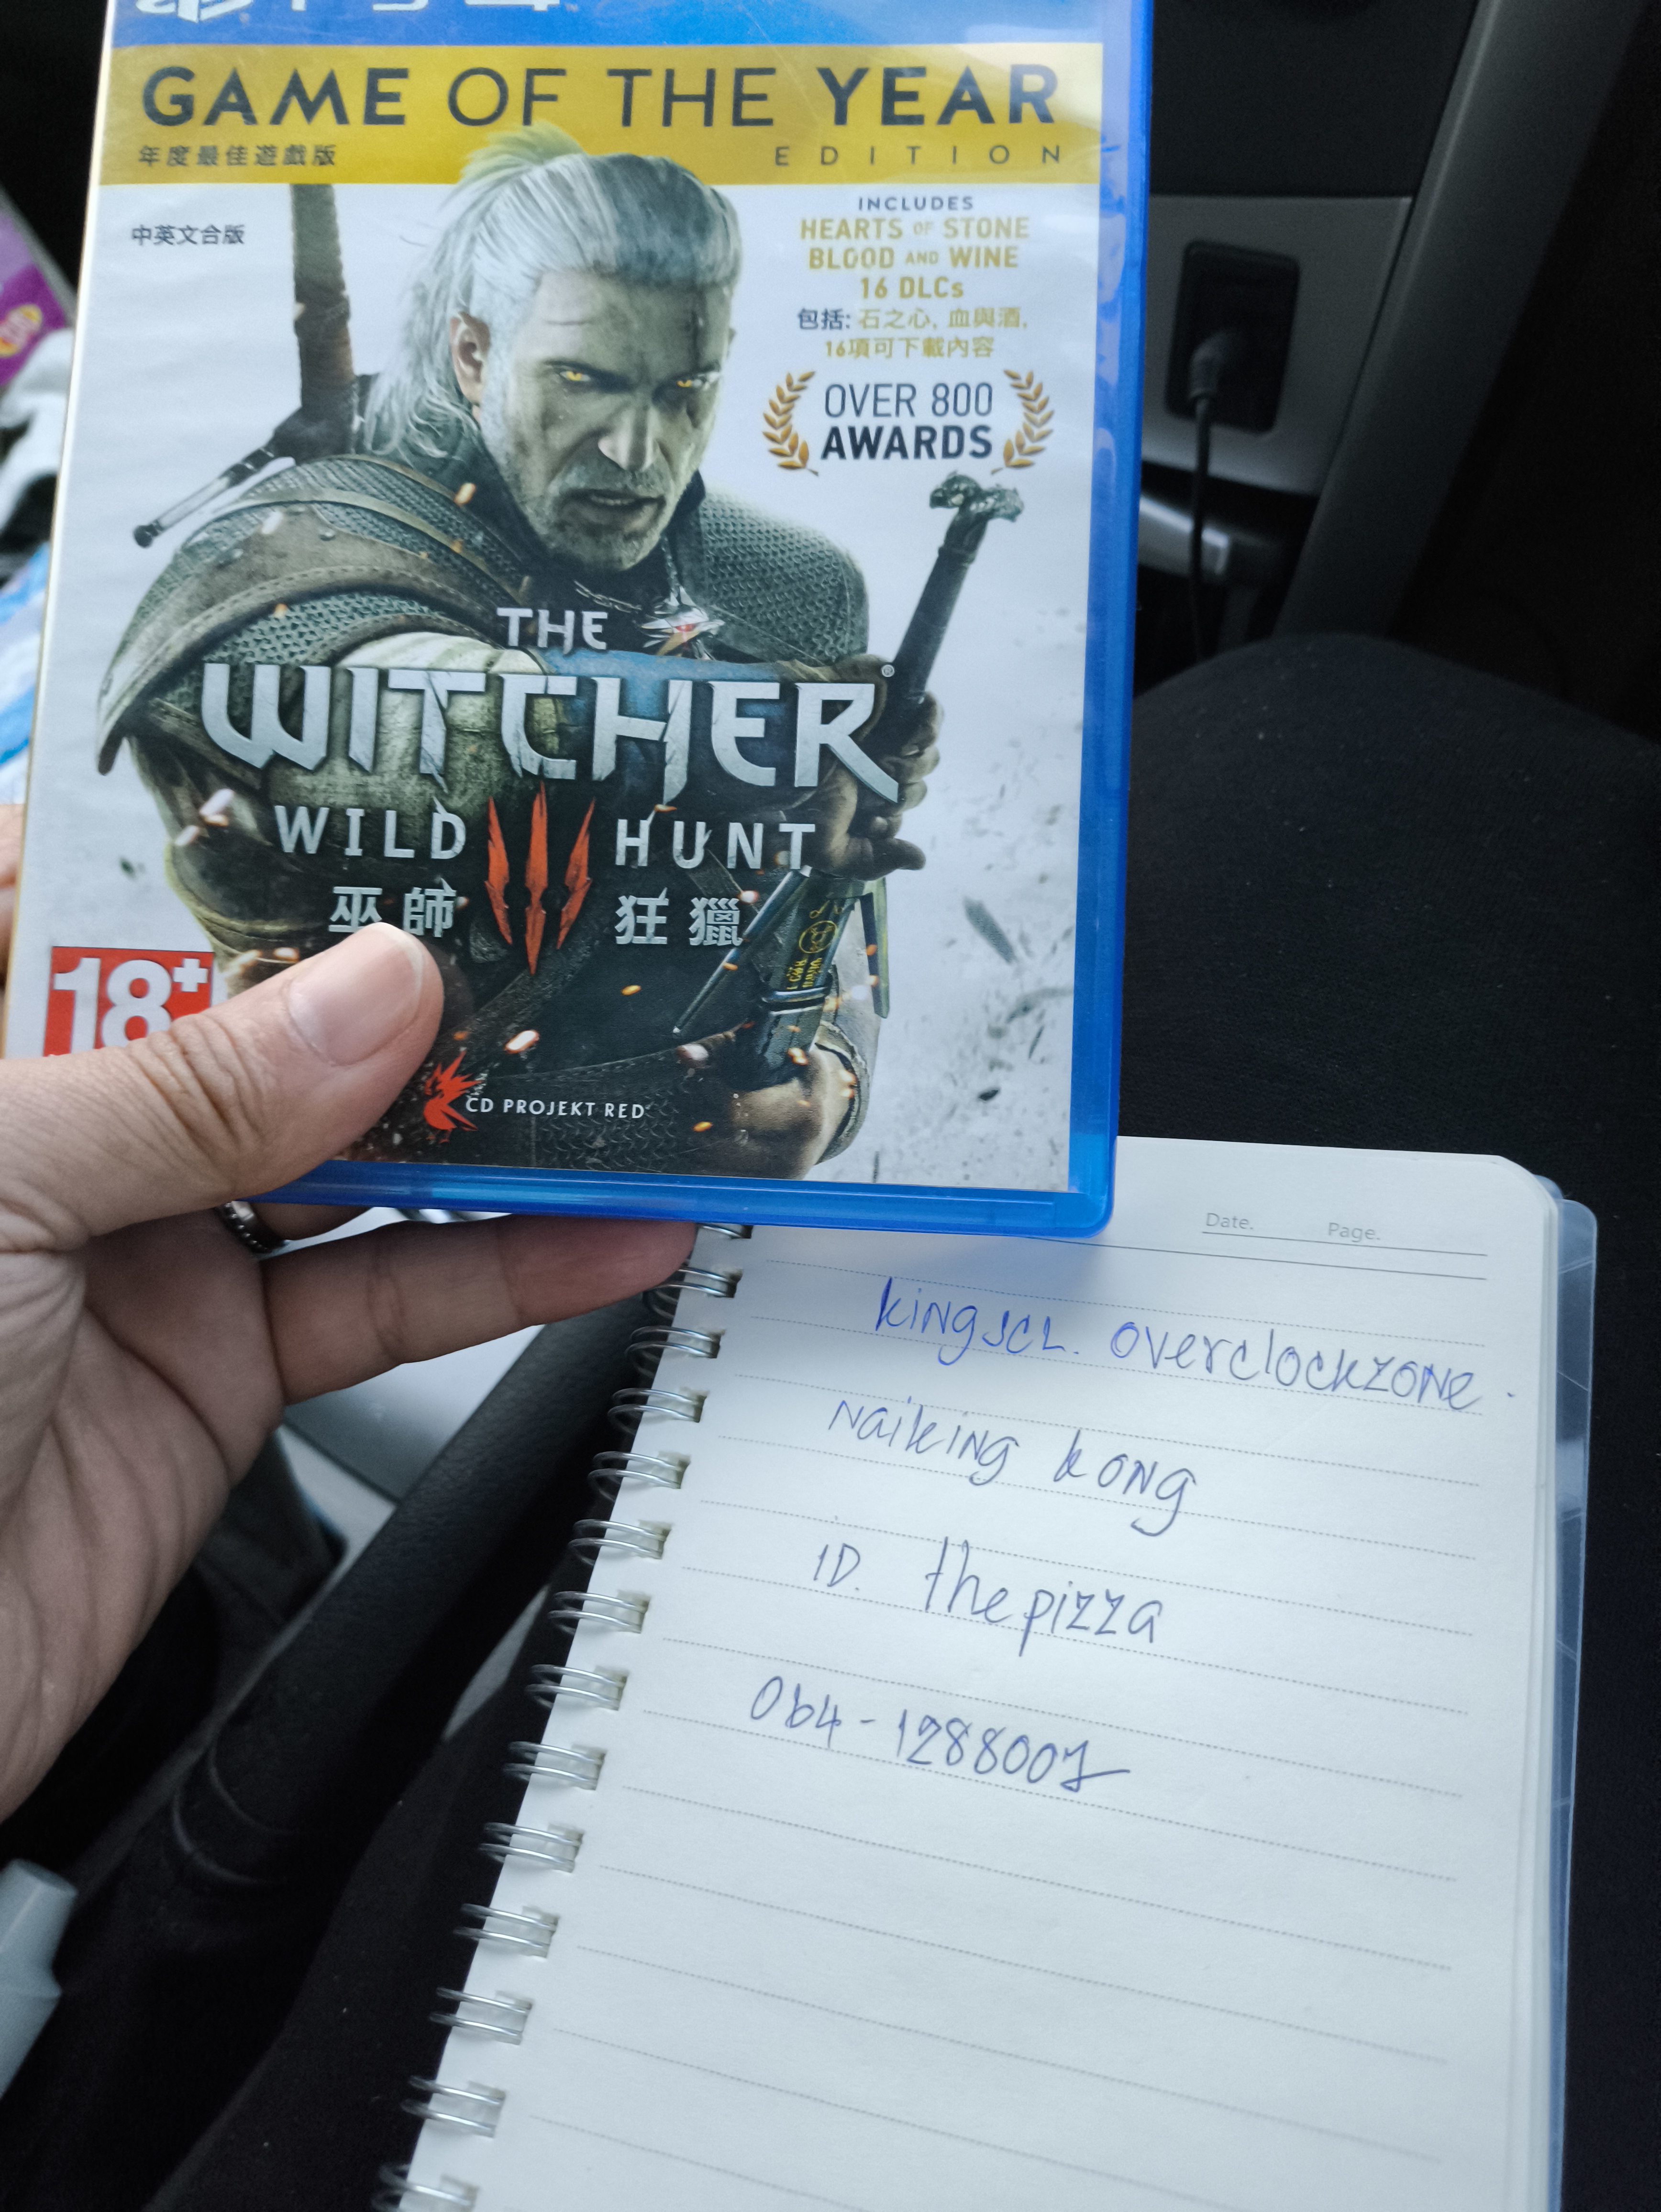 GAME OF THE YEAR
年度最佳遊戲版
EDITION
中英文合版
INCLUDES
HEARTS OF STONE
BLOOD AND WINE
16 DLCs
包括: 石之心, 血與酒,
16項可下載內容
OVER 800
AWARDS
THE
WITCHER®
WILD HUNT
巫師 狂獵
18+
CD PROJEKT RED
Date. Page.
kingscl. overclockzone.
Naiking kong
ID. thepizza
064-1288001